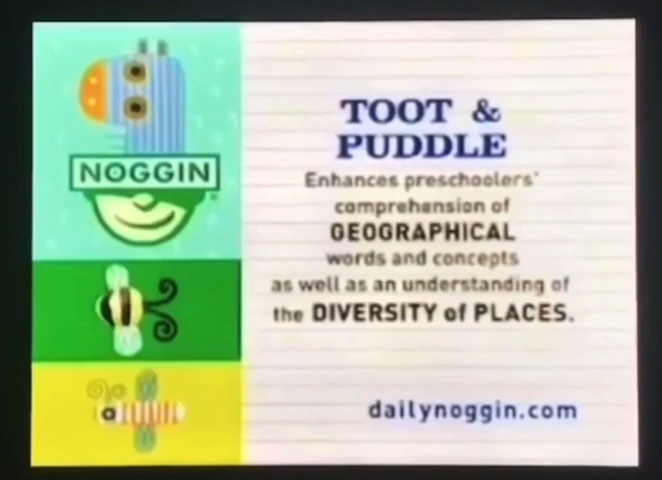 NOGGIN
TOOT &
PUDDLE
Enhances preschoolers'
comprehension of
GEOGRAPHICAL
words and concepts
as well as an understanding of
the DIVERSITY of PLACES.
dailynoggin.com